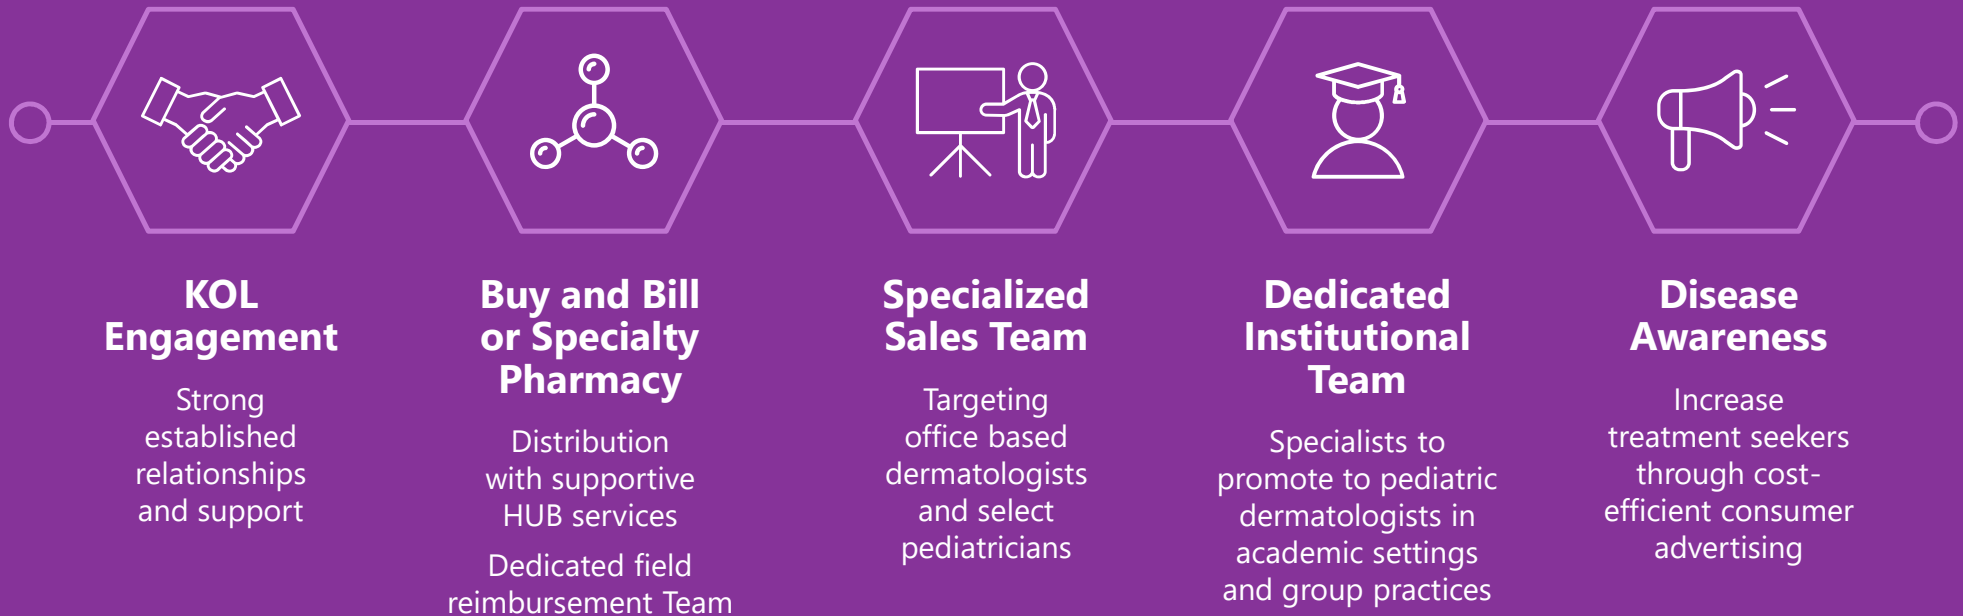 KOL
Engagement
Strong
established
relationships
and support
Buy and Bill
or Specialty
Pharmacy
Distribution
with supportive
HUB services
Dedicated field
reimbursement Team
Specialized
Sales Team
Targeting
office based
dermatologists
and select
pediatricians
Dedicated
Institutional
Team
Specialists to
promote to pediatric
dermatologists in
academic settings
and group practices
Disease
Awareness
Increase
treatment seekers
through cost-
efficient consumer
advertising